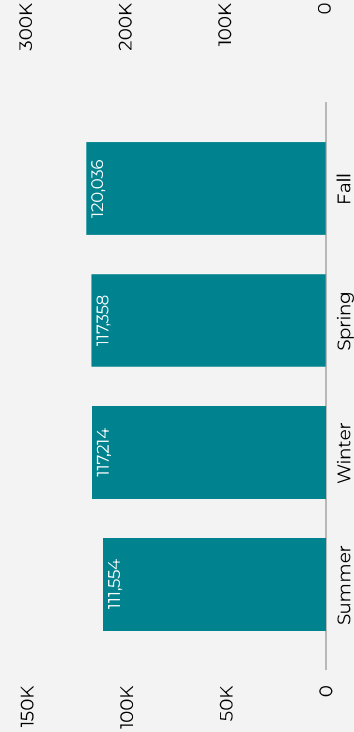 150K
100K
50K
0
111,554
117,214
117,358
120,036
Summer
Winter
Spring
Fall
300K
200K
100K
0